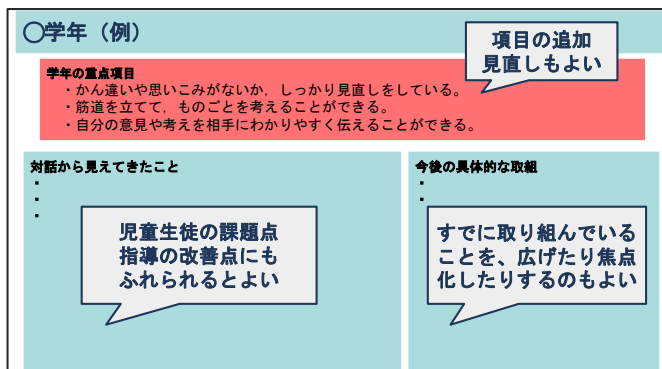 ◯学年（例）
項目の追加
見直しもよい
学年の重点項目
・かん違いや思いこみがないか，しっかり見直しをしている。
・筋道を立てて，ものごとを考えることができる。
・自分の意見や考えを相手にわかりやすく伝えることができる。
対話から見えてきたこと
・
・
・
児童生徒の課題点
指導の改善点にも
ふれられるとよい
今後の具体的な取組
・
・
すでに取り組んでいる
ことを、広げたり焦点
化したりするのもよい